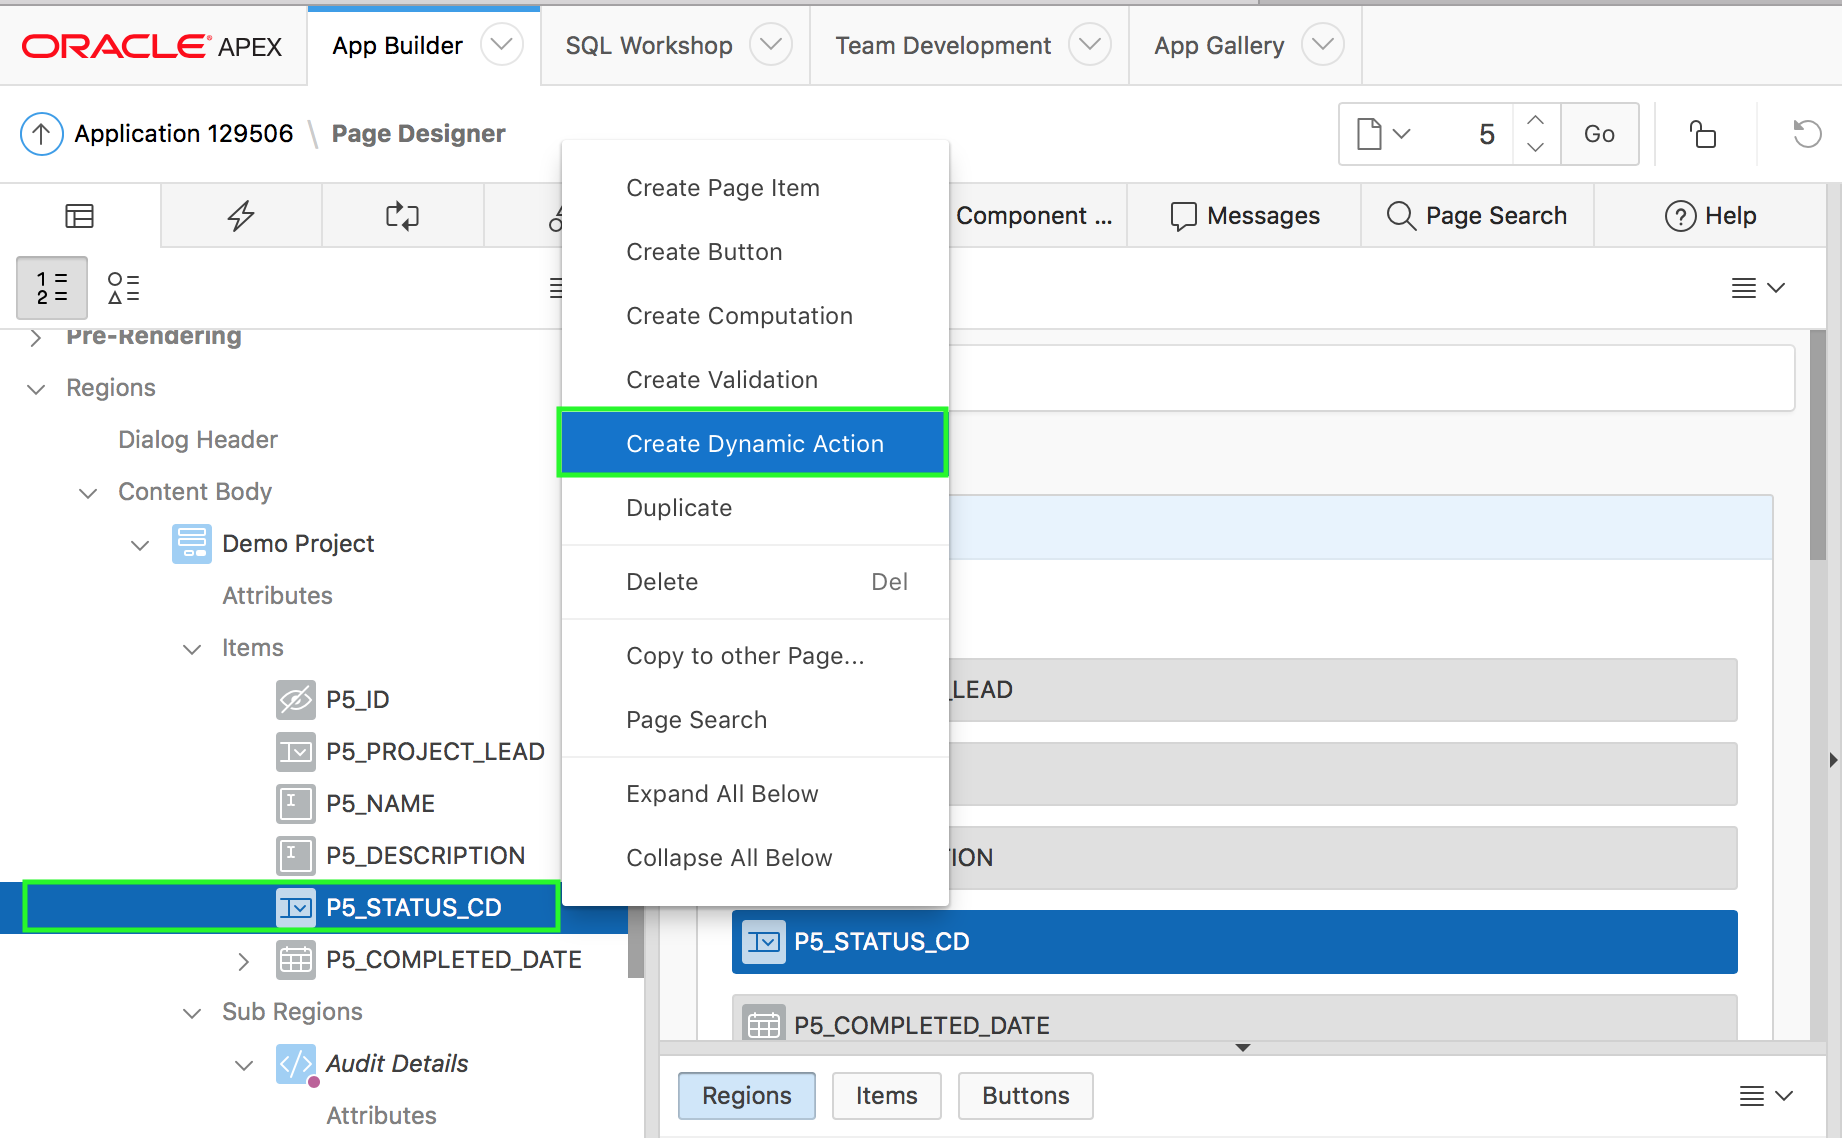 ORACLE APEX
App Builder
SQL Workshop
Team Development
App Gallery
Application 129506 \ Page Designer
5
Go
Component ...
Messages
Page Search
Help
Pre-Rendering
Regions
Dialog Header
Content Body
Demo Project
Attributes
Items
P5_ID
P5_PROJECT_LEAD
P5_NAME
P5_DESCRIPTION
P5_STATUS_CD
P5_COMPLETED_DATE
Sub Regions
Audit Details
Attributes
Create Page Item
Create Button
Create Computation
Create Validation
Create Dynamic Action
Duplicate
Delete Del
Copy to other Page...
Page Search
Expand All Below
Collapse All Below
_LEAD
ION
P5_STATUS_CD
P5_COMPLETED_DATE
Regions
Items
Buttons